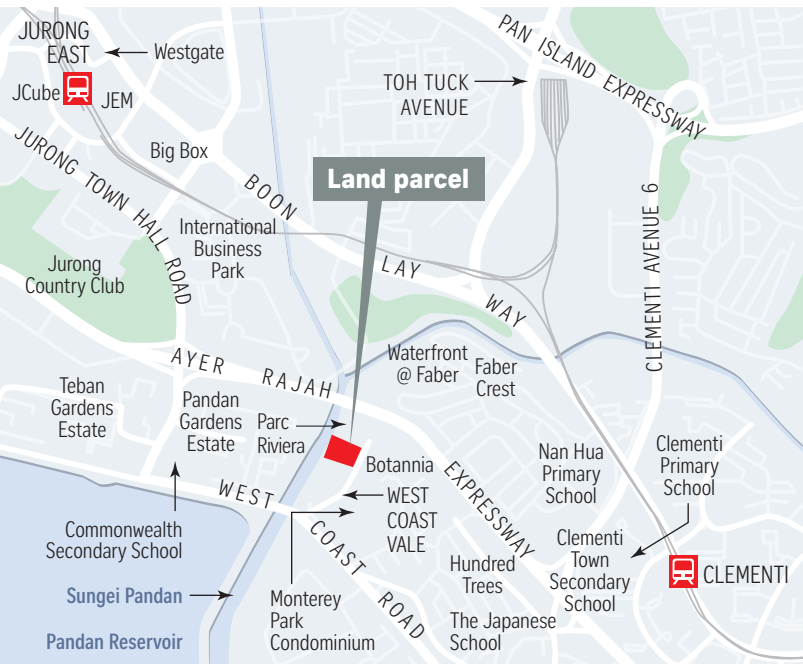 JURONG
EAST
Westgate
JCube
JEM
PAN ISLAND EXPRESSWAY
TOH TUCK
AVENUE
Big Box
JURONG TOWN HALL ROAD
BOON LAY WAY
Land parcel
International
Business
Park
CLEMENTI AVENUE 6
Jurong
Country Club
AYER RAJAH EXPRESSWAY
Waterfront
@ Faber
Faber
Crest
Teban
Gardens
Estate
Pandan
Gardens
Estate
Parc
Riviera
Botannia
Nan Hua
Primary
School
Clementi
Primary
School
WEST COAST ROAD
WEST
COAST
VALE
Commonwealth
Secondary School
Clementi
Town
Secondary
School
CLEMENTI
Hundred
Trees
Sungei Pandan
Monterey
Park
Condominium
The Japanese
School
Pandan Reservoir